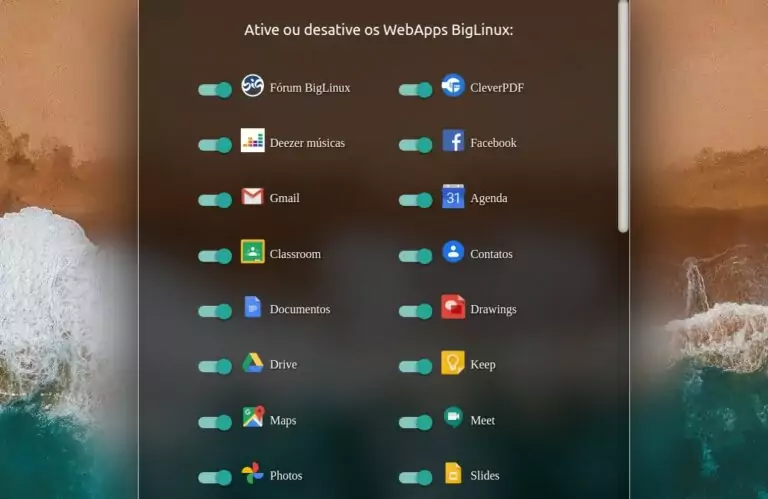 Ative ou desative os WebApps BigLinux:
Fórum BigLinux
CleverPDF
Deezer músicas
Facebook
Gmail
31
Agenda
Classroom
Contatos
Documentos
Drawings
Drive
Keep
Maps
Meet
Photos
Slides